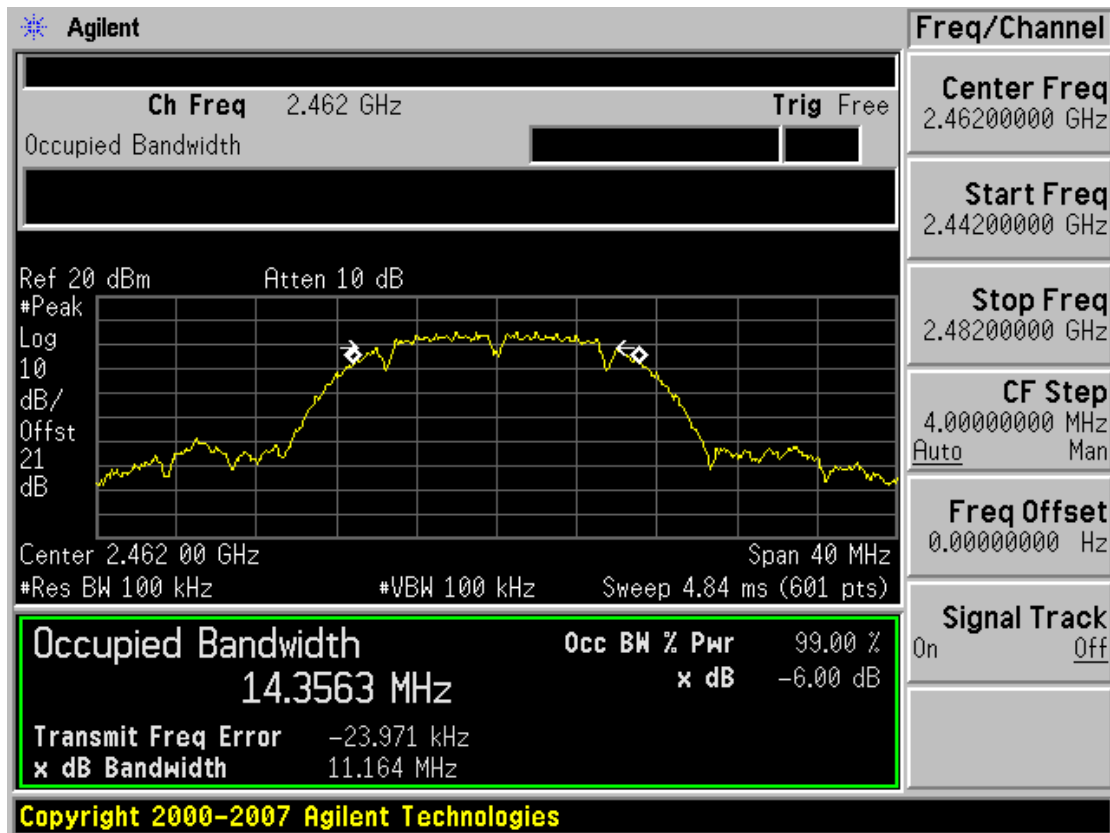 Agilent
Freq/Channel
Ch Freq 2.462 GHz Trig Free
Occupied Bandwidth
Center Freq
2.46200000 GHz
Start Freq
2.44200000 GHz
Stop Freq
2.48200000 GHz
CF Step
4.00000000 MHz
Auto Man
Freq Offset
0.00000000 Hz
Signal Track
On Off
Ref 20 dBm Atten 10 dB
#Peak
Log
10
dB/
Offst
21
dB
Center 2.462 00 GHz Span 40 MHz
#Res BW 100 kHz #VBW 100 kHz Sweep 4.84 ms (601 pts)
Occupied Bandwidth
14.3563 MHz
Occ BW % Pwr 99.00 %
x dB -6.00 dB
Transmit Freq Error -23.971 kHz
x dB Bandwidth 11.164 MHz
Copyright 2000-2007 Agilent Technologies